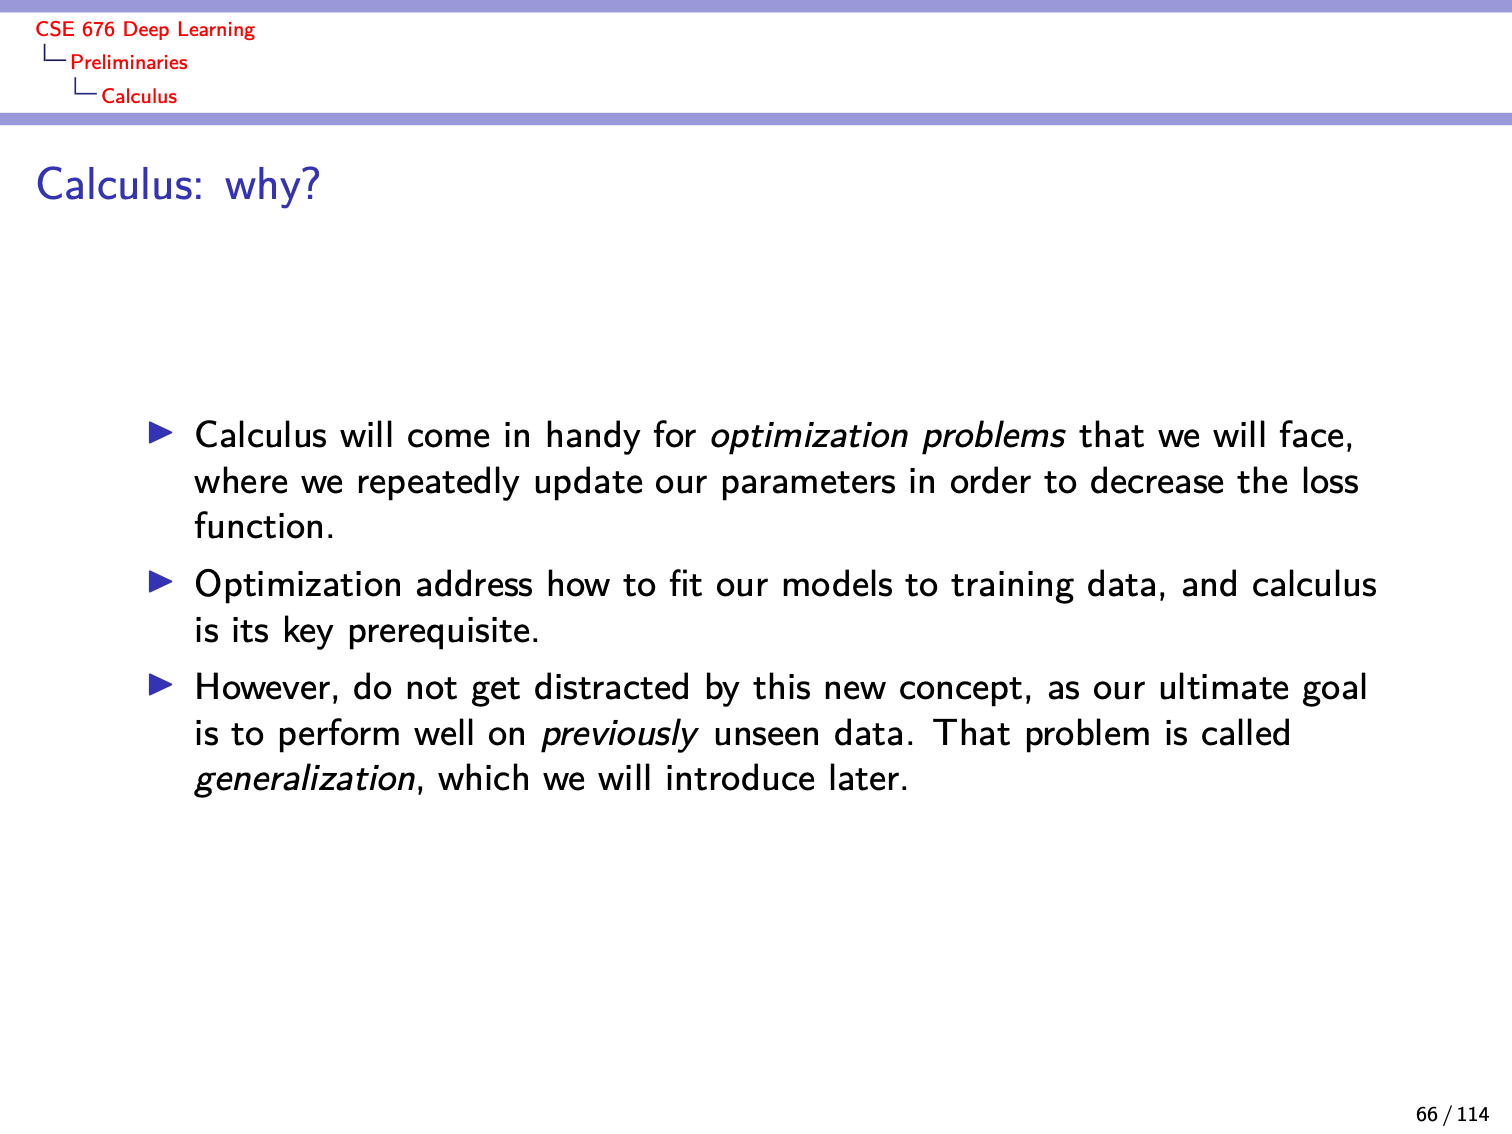 CSE 676 Deep Learning
Preliminaries
Calculus
Calculus: why?
Calculus will come in handy for optimization problems that we will face,
where we repeatedly update our parameters in order to decrease the loss
function.
Optimization address how to fit our models to training data, and calculus
is its key prerequisite.
However, do not get distracted by this new concept, as our ultimate goal
is to perform well on previously unseen data. That problem is called
generalization, which we will introduce later.
66 / 114